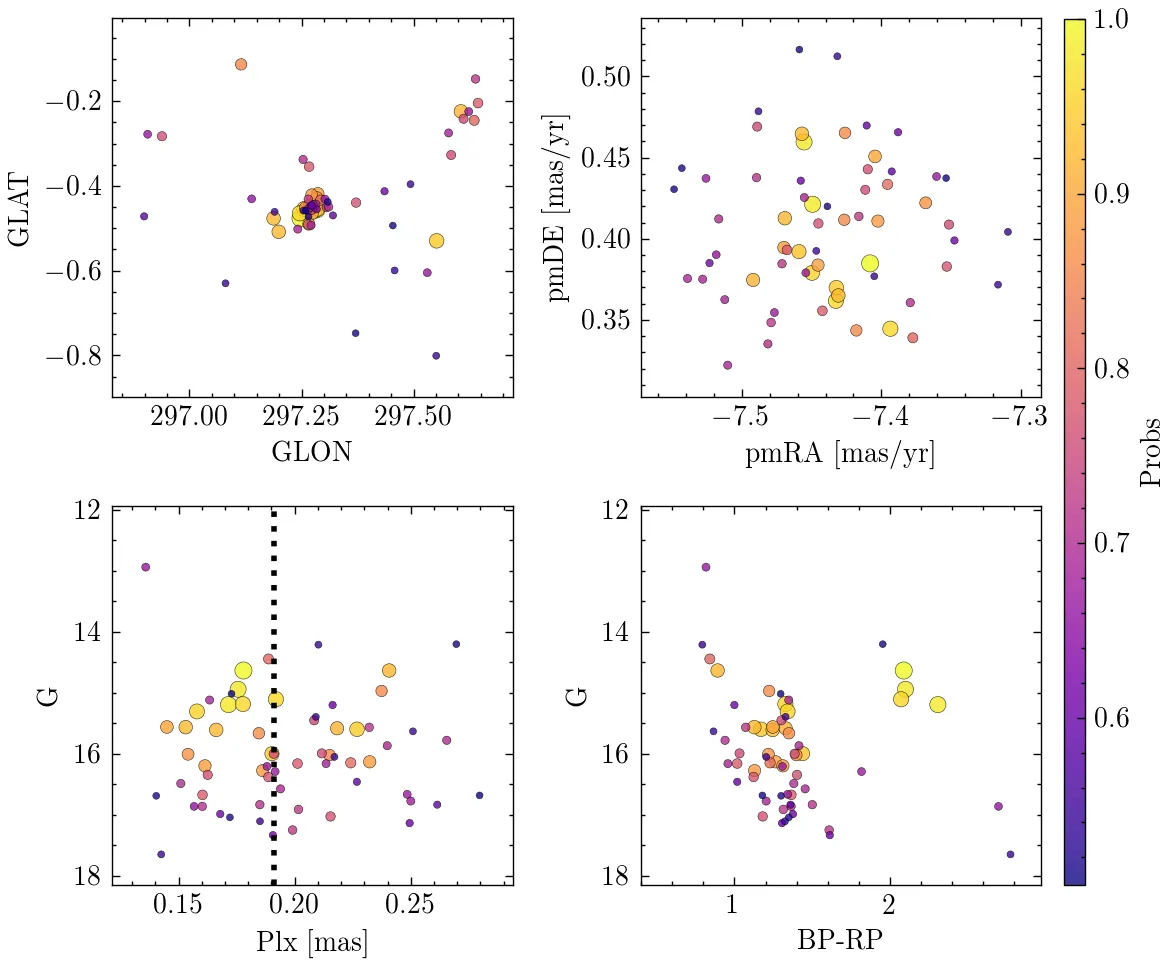 −0.2
−0.4
−0.6
−0.8
GLAT
297.00 297.25 297.50
GLON
0.50
0.45
0.40
0.35
pmDE [mas/yr]
−7.5 −7.4 −7.3
pmRA [mas/yr]
12
14
16
18
G
0.15 0.20 0.25
Plx [mas]
12
14
16
18
G
1 2
BP-RP
1.0
0.9
0.8
0.7
0.6
Probs